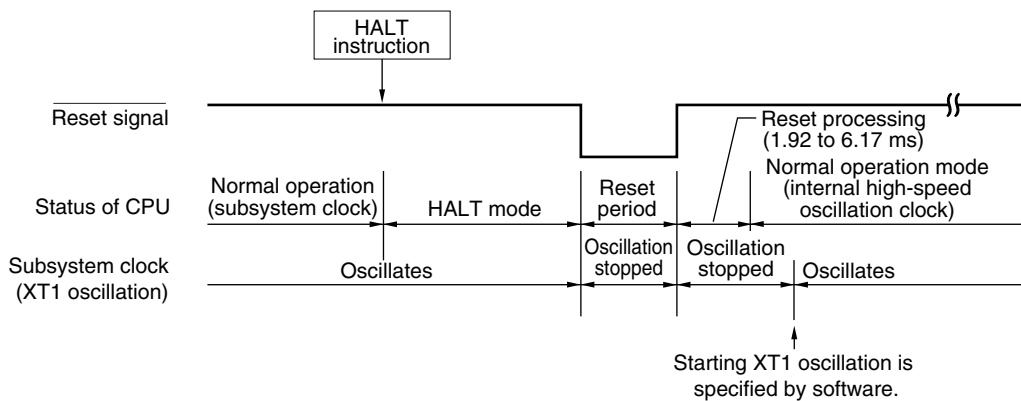 HALT
instruction
Reset signal
Reset processing
(1.92 to 6.17 ms)
Status of CPU
Normal operation
(subsystem clock)
HALT mode
Reset
period
Normal operation mode
(internal high-speed
oscillation clock)
Subsystem clock
(XT1 oscillation)
Oscillates
Oscillation
stopped
Oscillation
stopped
Oscillates
Starting XT1 oscillation is
specified by software.